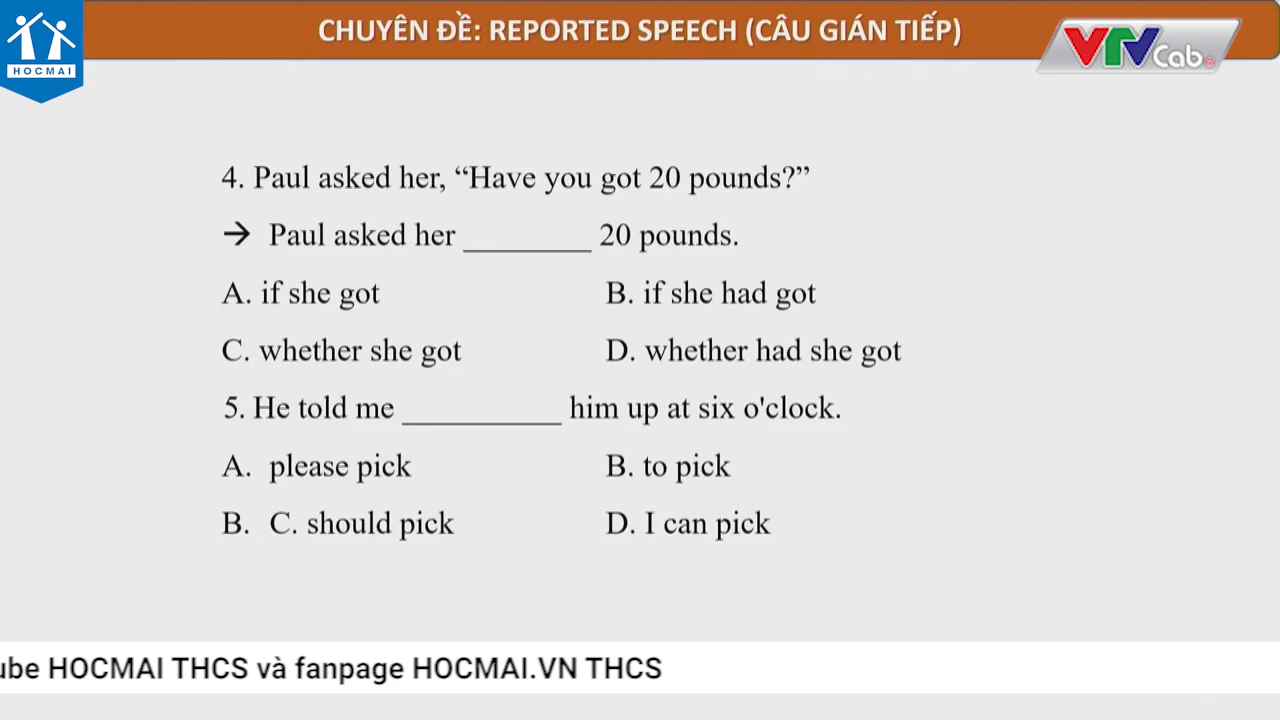 CHUYÊN ĐỀ: REPORTED SPEECH (CÂU GIÁN TIẾP)
HOCMAI
VTVCab
4. Paul asked her, “Have you got 20 pounds?”
→ Paul asked her ________ 20 pounds.
A. if she got B. if she had got
C. whether she got D. whether had she got
5. He told me __________ him up at six o'clock.
A. please pick B. to pick
B. C. should pick D. I can pick
ube HOCMAI THCS và fanpage HOCMAI.VN THCS